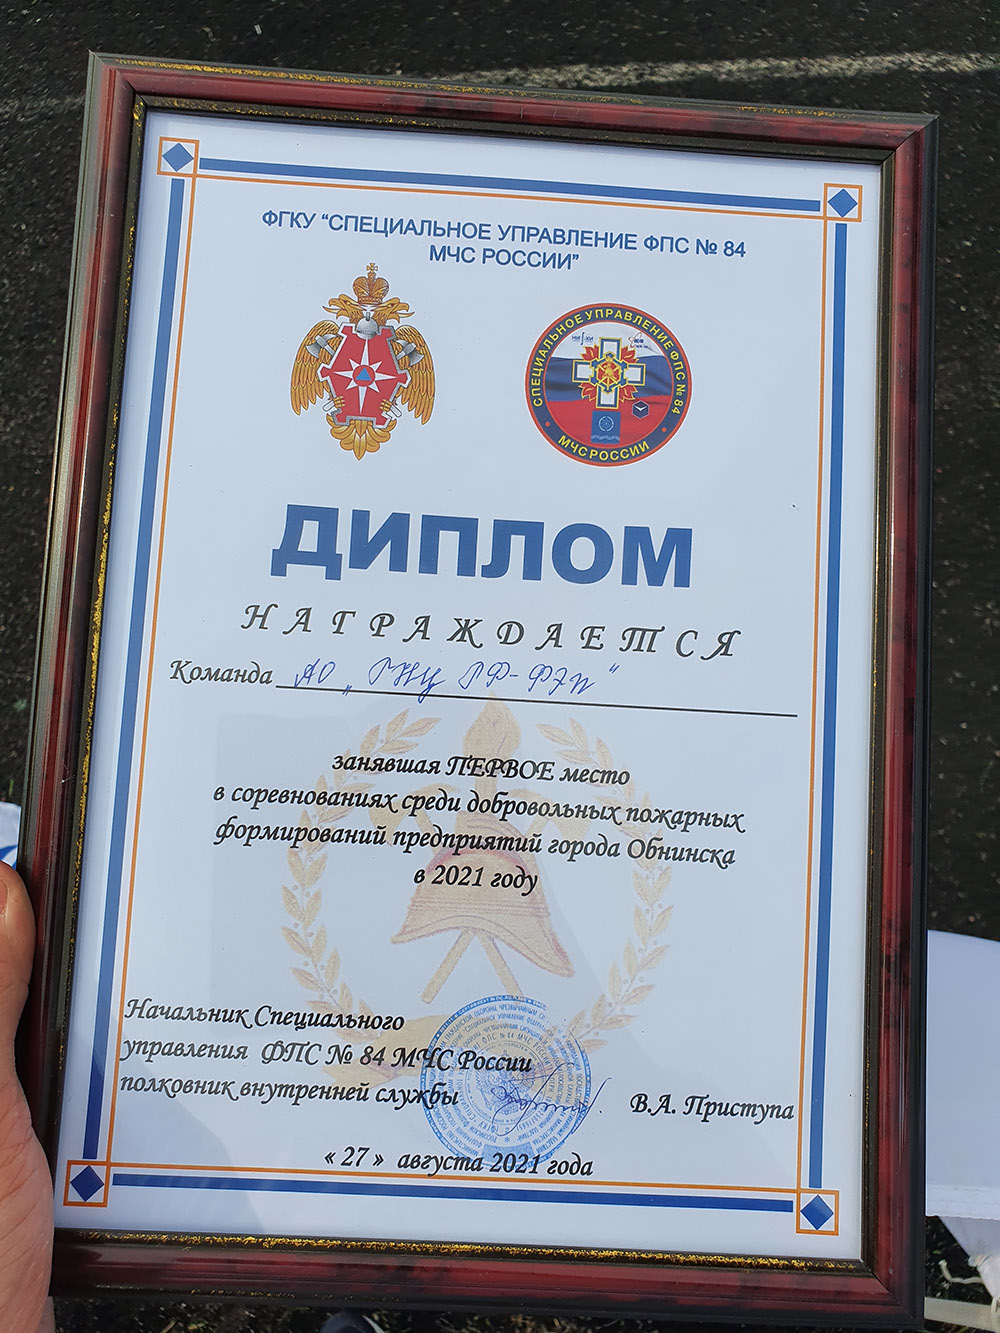 ФГКУ “СПЕЦИАЛЬНОЕ УПРАВЛЕНИЕ ФПС № 84
МЧС РОССИИ”
СПЕЦИАЛЬНОЕ УПРАВЛЕНИЕ ФПС № 84
МЧС РОССИИ
ДИПЛОМ
НАГРАЖДАЕТСЯ
Команда АО „ГНЦ РФ-ФЭИ“
занявшая ПЕРВОЕ место
в соревнованиях среди добровольных пожарных
формирований предприятий города Обнинска
в 2021 году
Начальник Специального
управления ФПС № 84 МЧС России
полковник внутренней службы
В.А. Приступа
« 27 » августа 2021 года